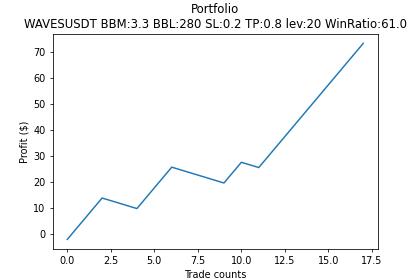 Portfolio
WAVESUSDT BBM:3.3 BBL:280 SL:0.2 TP:0.8 lev:20 WinRatio:61.0
70
60
50
40
30
20
10
0
Profit ($)
0.0 2.5 5.0 7.5 10.0 12.5 15.0 17.5
Trade counts